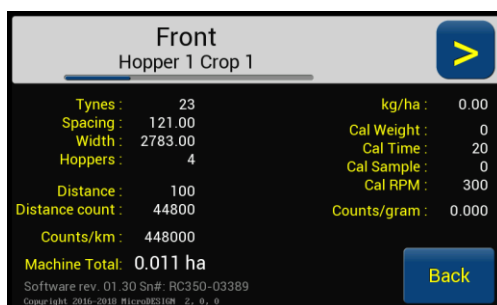 Front
Hopper 1 Crop 1
>
Tynes : 23
Spacing : 121.00
Width : 2783.00
Hoppers : 4
Distance : 100
Distance count : 44800
Counts/km : 448000
Machine Total: 0.011 ha
kg/ha : 0.00
Cal Weight : 0
Cal Time : 20
Cal Sample : 0
Cal RPM : 300
Counts/gram : 0.000
Back
Software rev. 01.30 Sn#: RC350-03389
Copyright 2016-2018 MicroDESIGN 2, 0, 0